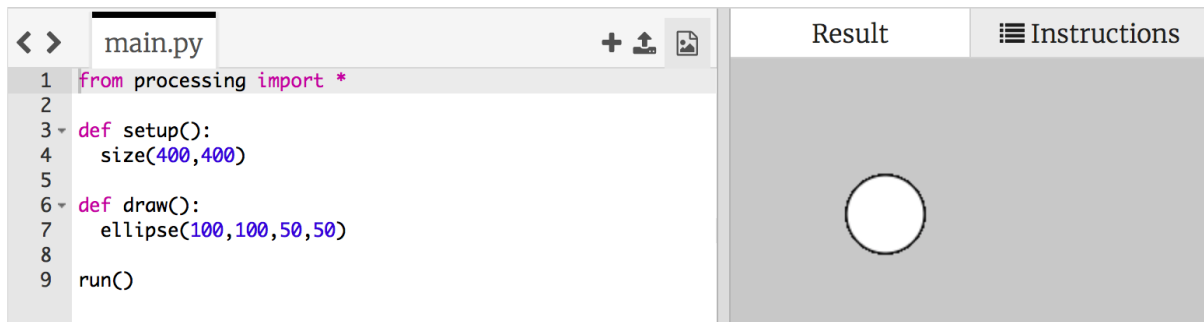 main.py
Result
Instructions
1 from processing import *
2
3 def setup():
4   size(400,400)
5
6 def draw():
7   ellipse(100,100,50,50)
8
9 run()